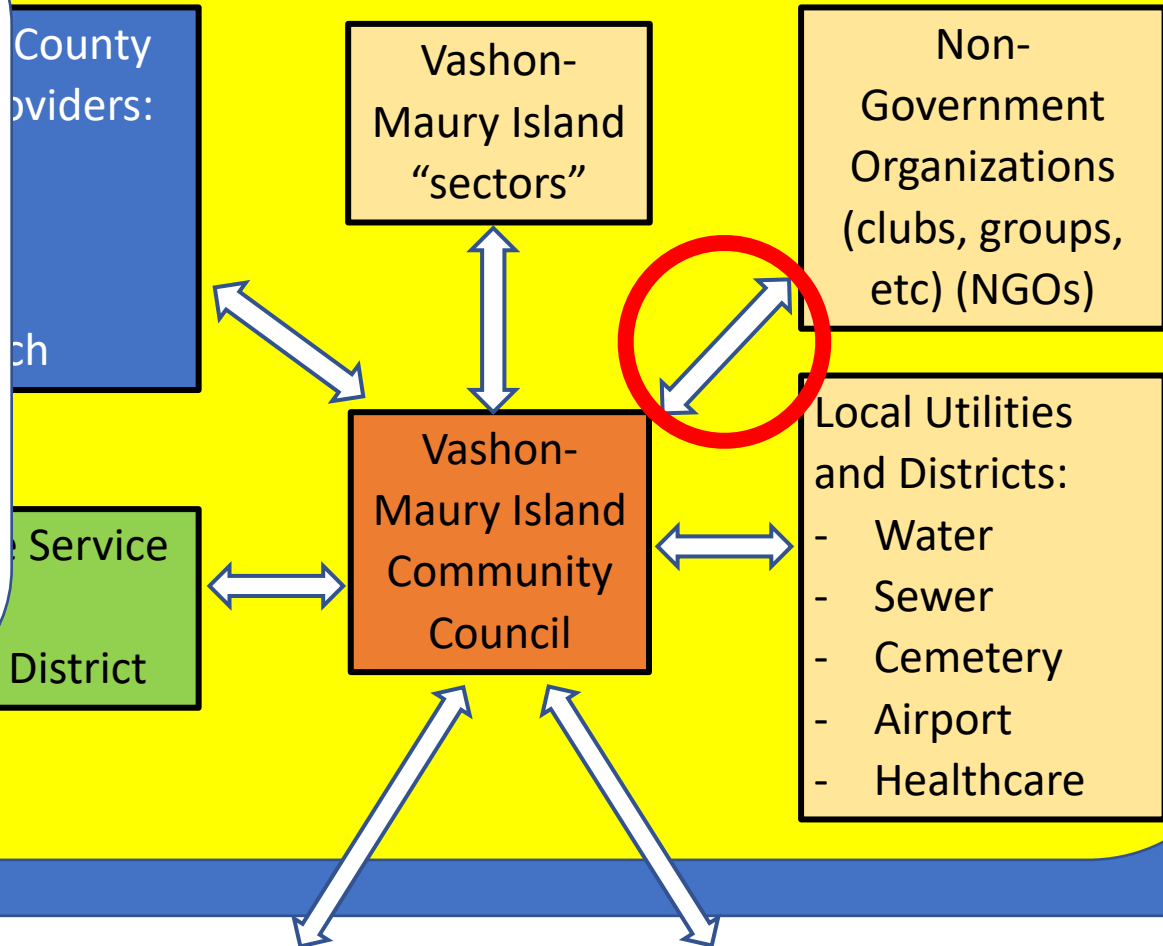 County
oviders:
ch
Vashon-
Maury Island
“sectors”
Non-
Government
Organizations
(clubs, groups,
etc) (NGOs)
Vashon-
Maury Island
Community
Council
Local Utilities
and Districts:
- Water
- Sewer
- Cemetery
- Airport
- Healthcare
Service
District